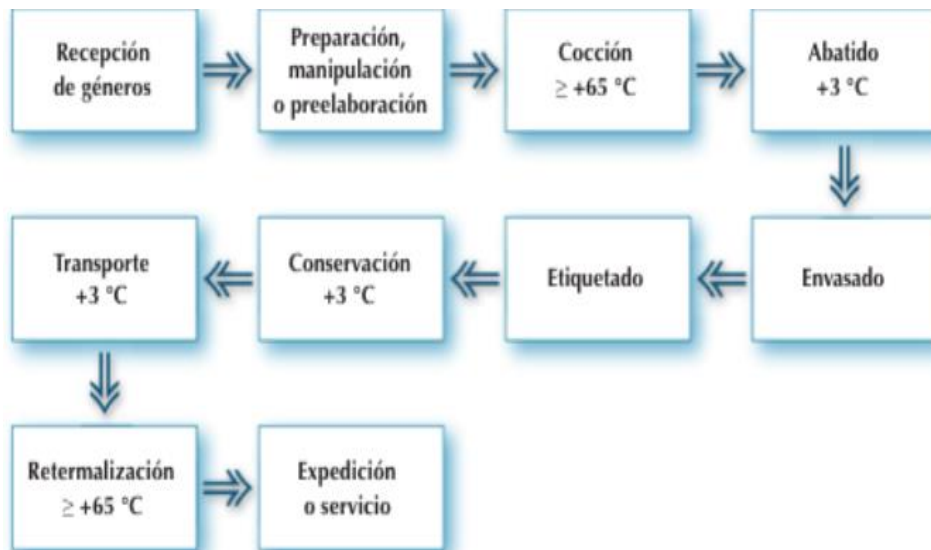 Recepción
de géneros
Preparación,
manipulación
o preelaboración
Cocción
≥ +65 °C
Abatido
+3 °C
Envasado
Etiquetado
Conservación
+3 °C
Transporte
+3 °C
Retermalización
≥ +65 °C
Expedición
o servicio